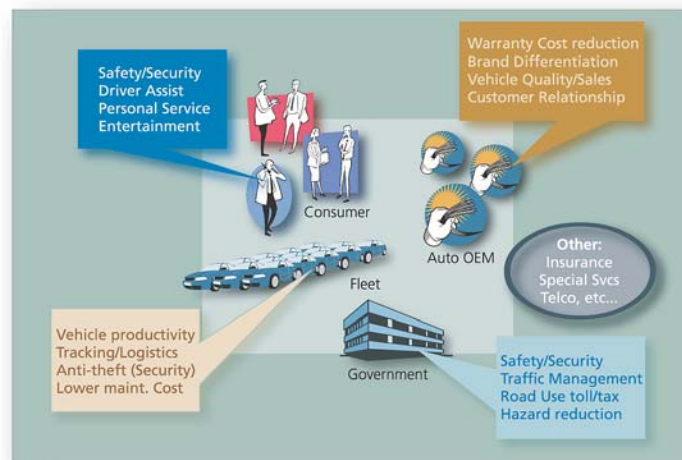 Safety/Security
Driver Assist
Personal Service
Entertainment
Warranty Cost reduction
Brand Differentiation
Vehicle Quality/Sales
Customer Relationship
Consumer
Auto OEM
Other:
Insurance
Special Svcs
Telco, etc...
Fleet
Vehicle productivity
Tracking/Logistics
Anti-theft (Security)
Lower maint. Cost
Government
Safety/Security
Traffic Management
Road Use toll/tax
Hazard reduction